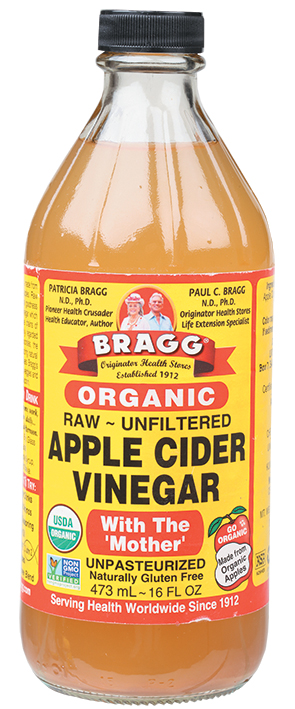 PATRICIA BRAGG
N.D., Ph.D.
Pioneer Health Crusader
Health Educator, Author
PAUL C. BRAGG
N.D., Ph.D.
Originator Health Stores
Life Extension Specialist
BRAGG®
Originator Health Stores
Established 1912
ORGANIC
RAW ~ UNFILTERED
APPLE CIDER
VINEGAR
USDA
ORGANIC
With The
'Mother'
GO
ORGANIC
Made from
Organic
Apples
NON
GMO
Project
VERIFIED
UNPASTEURIZED
Naturally Gluten Free
473 mL ~ 16 FL OZ
Serving Health Worldwide Since 1912